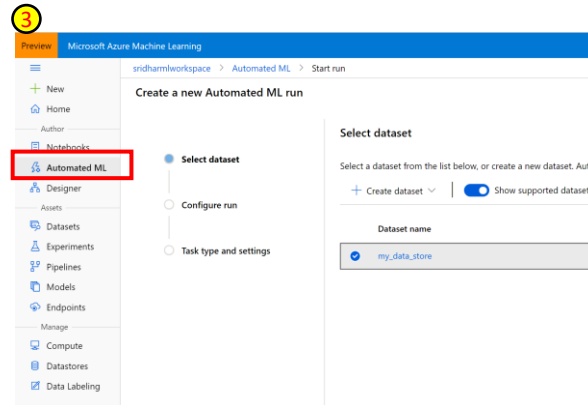 3
Preview Microsoft Azure Machine Learning
sridharmlworkspace > Automated ML > Start run
New
Create a new Automated ML run
Home
Author
Notebooks
Automated ML
Designer
Assets
Datasets
Experiments
Pipelines
Models
Endpoints
Manage
Compute
Datastores
Data Labeling
Select dataset
Configure run
Task type and settings
Select dataset
Select a dataset from the list below, or create a new dataset. Aut
Create dataset Show supported dataset
Dataset name
my_data_store